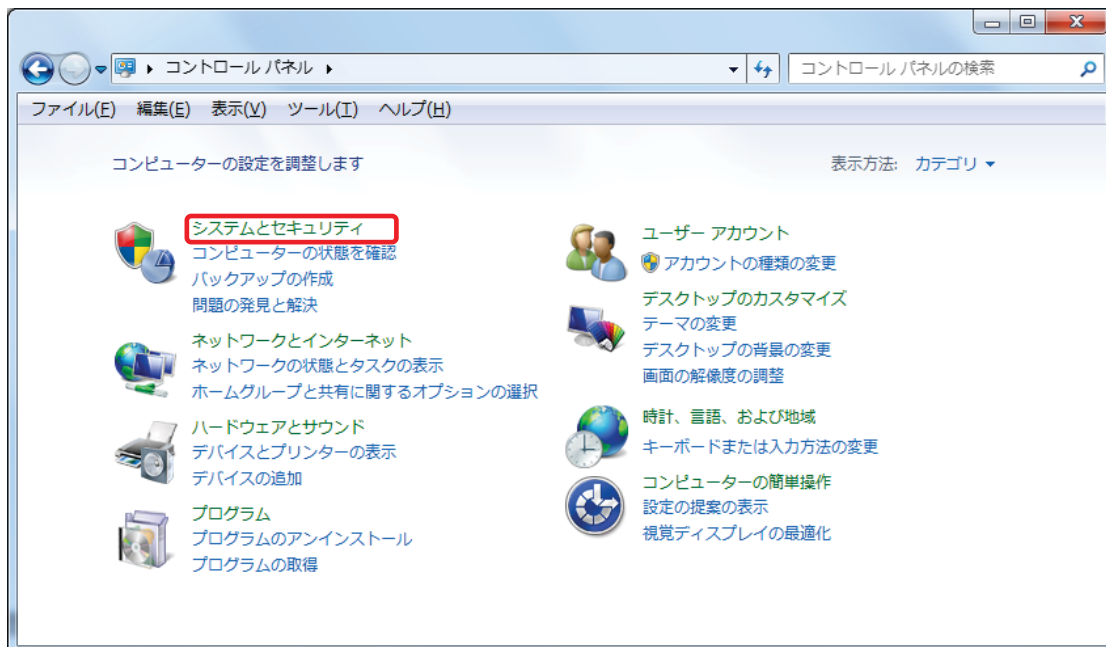 コントロール パネル
コントロール パネルの検索
ファイル(F) 編集(E) 表示(V) ツール(T) ヘルプ(H)
コンピューターの設定を調整します
表示方法: カテゴリ
システムとセキュリティ
コンピューターの状態を確認
バックアップの作成
問題の発見と解決
ネットワークとインターネット
ネットワークの状態とタスクの表示
ホームグループと共有に関するオプションの選択
ハードウェアとサウンド
デバイスとプリンターの表示
デバイスの追加
プログラム
プログラムのアンインストール
プログラムの取得
ユーザー アカウント
アカウントの種類の変更
デスクトップのカスタマイズ
テーマの変更
デスクトップの背景の変更
画面の解像度の調整
時計、言語、および地域
キーボードまたは入力方法の変更
コンピューターの簡単操作
設定の提案の表示
視覚ディスプレイの最適化